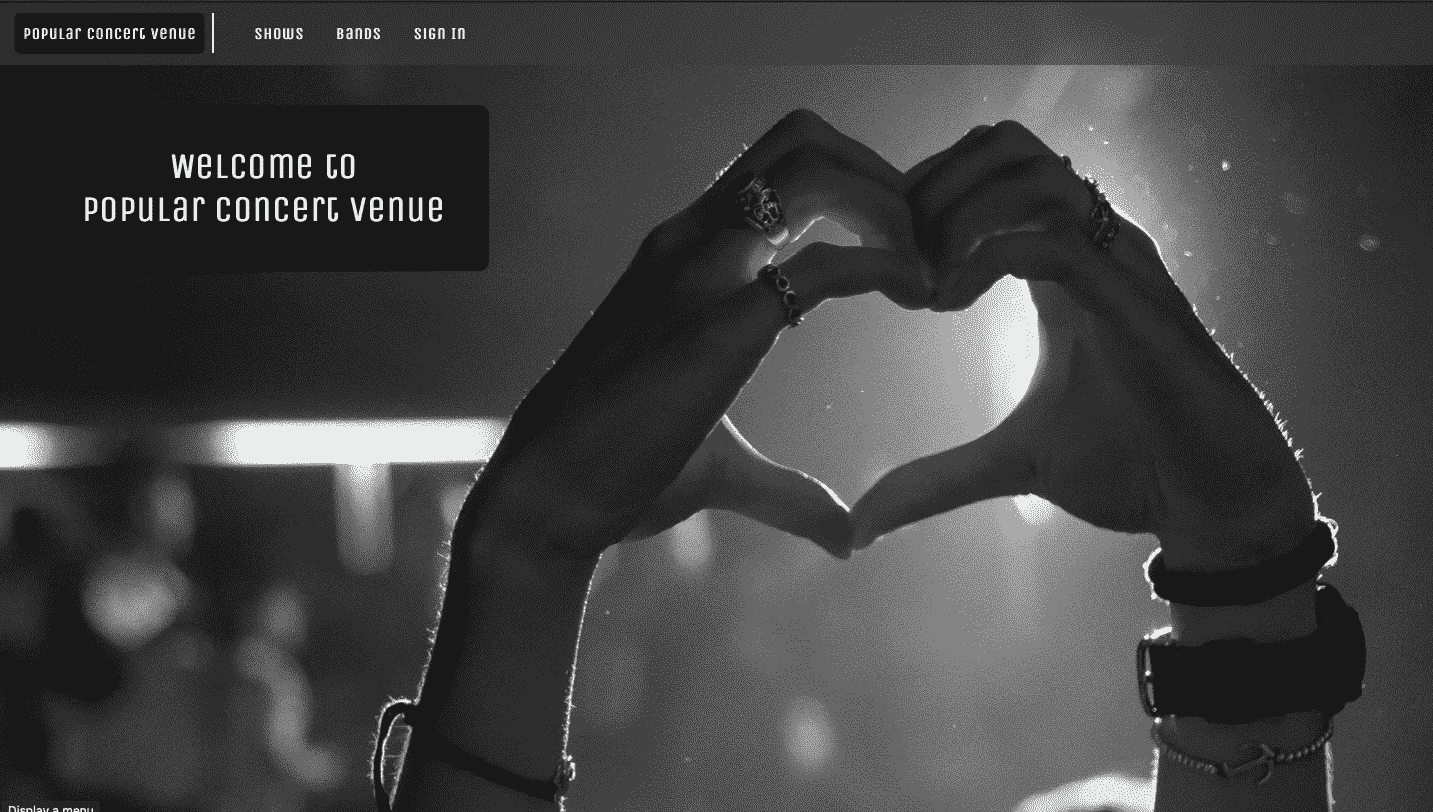 POPULAR CONCERT VENUE
SHOWS
BANDS
SIGN IN
WELCOME TO
POPULAR CONCERT VENUE
Display a menu